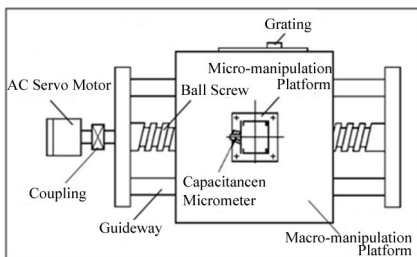 Grating
Micro-manipulation
Platform
AC Servo Motor
Ball Screw
Coupling
Capacitancen
Micrometer
Guideway
Macro-manipulation
Platform